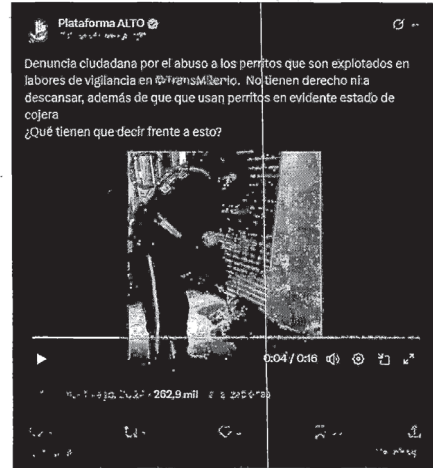 Plataforma ALTO
Denuncia ciudadana por el abuso a los perritos que son explotados en
labores de vigilancia en @TransMilenio. No tienen derecho ni a
descansar, además de que que usan perritos en evidente estado de
cojera
¿Qué tienen que decir frente a esto?
0:04 / 0:16
262,9 mil